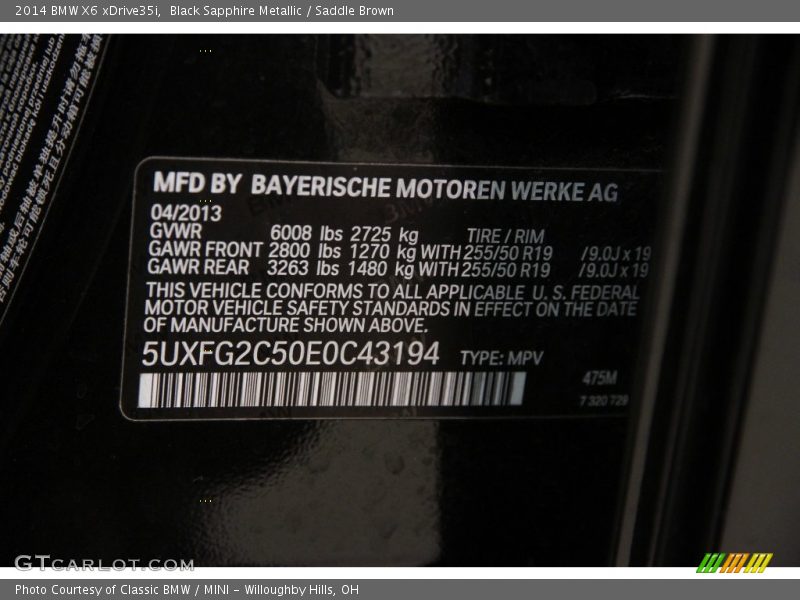 2014 BMW X6 xDrive35i, Black Sapphire Metallic / Saddle Brown
MFD BY BAYERISCHE MOTOREN WERKE AG
04/2013
GVWR 6008 lbs 2725 kg TIRE / RIM
GAWR FRONT 2800 lbs 1270 kg WITH 255/50 R19 /9.0J x 19
GAWR REAR 3263 lbs 1480 kg WITH 255/50 R19 /9.0J x 19
THIS VEHICLE CONFORMS TO ALL APPLICABLE U. S. FEDERAL
MOTOR VEHICLE SAFETY STANDARDS IN EFFECT ON THE DATE
OF MANUFACTURE SHOWN ABOVE.
5UXFG2C50E0C43194 TYPE: MPV
475M
7 320 729
GTCARLOT.COM
Photo Courtesy of Classic BMW / MINI - Willoughby Hills, OH